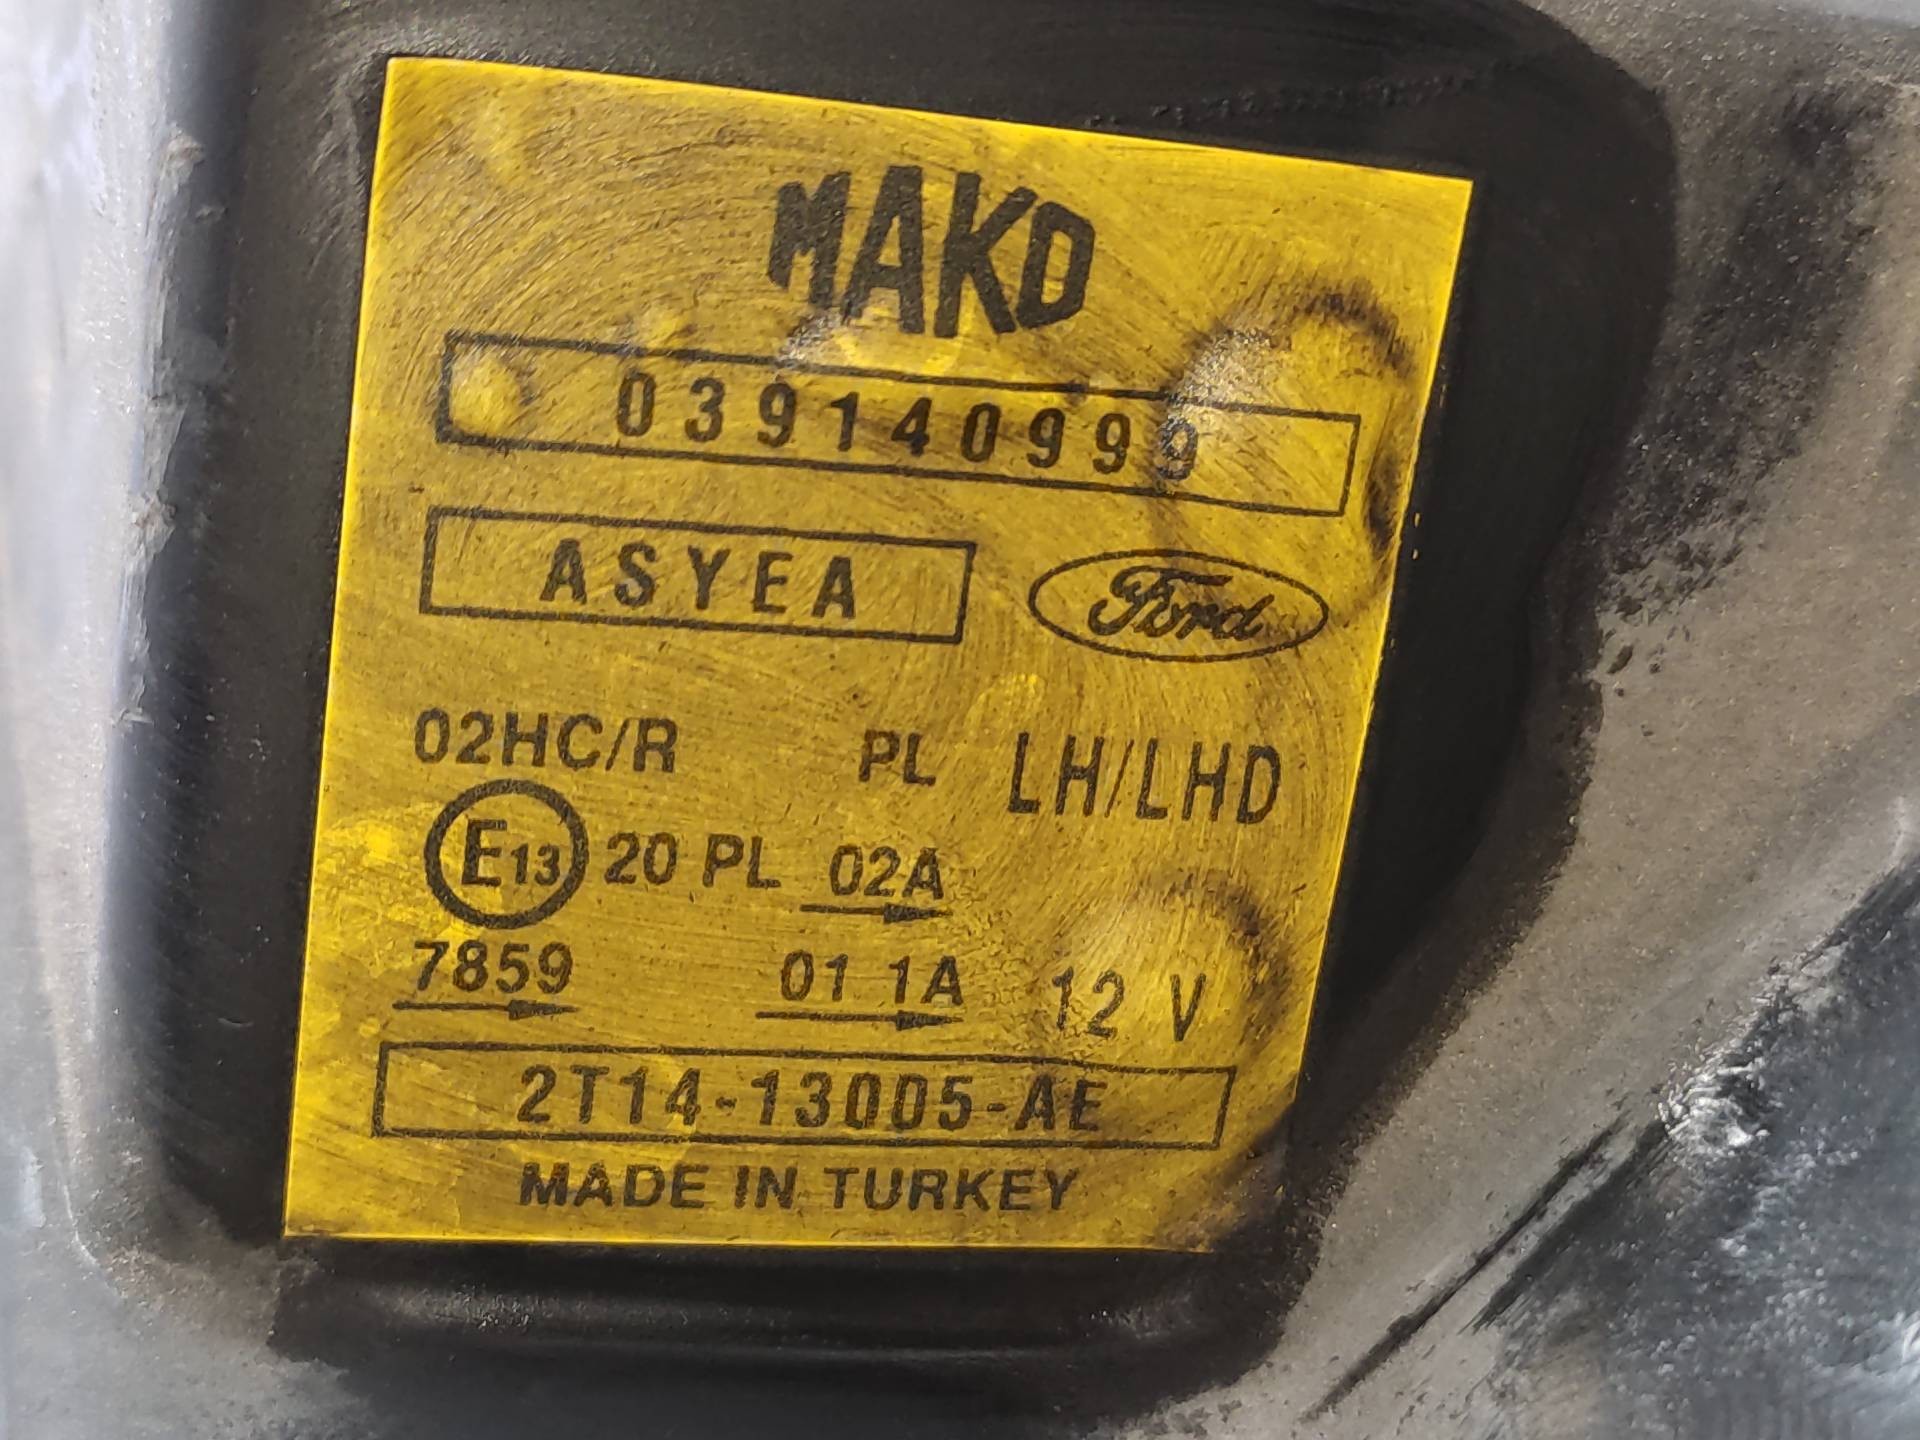 MAKO
039140999
ASYEA
Ford
02HC/R PL LH/LHD
E13 20 PL 02A
7859 01 1A 12 V
2T14-13005-AE
MADE IN TURKEY